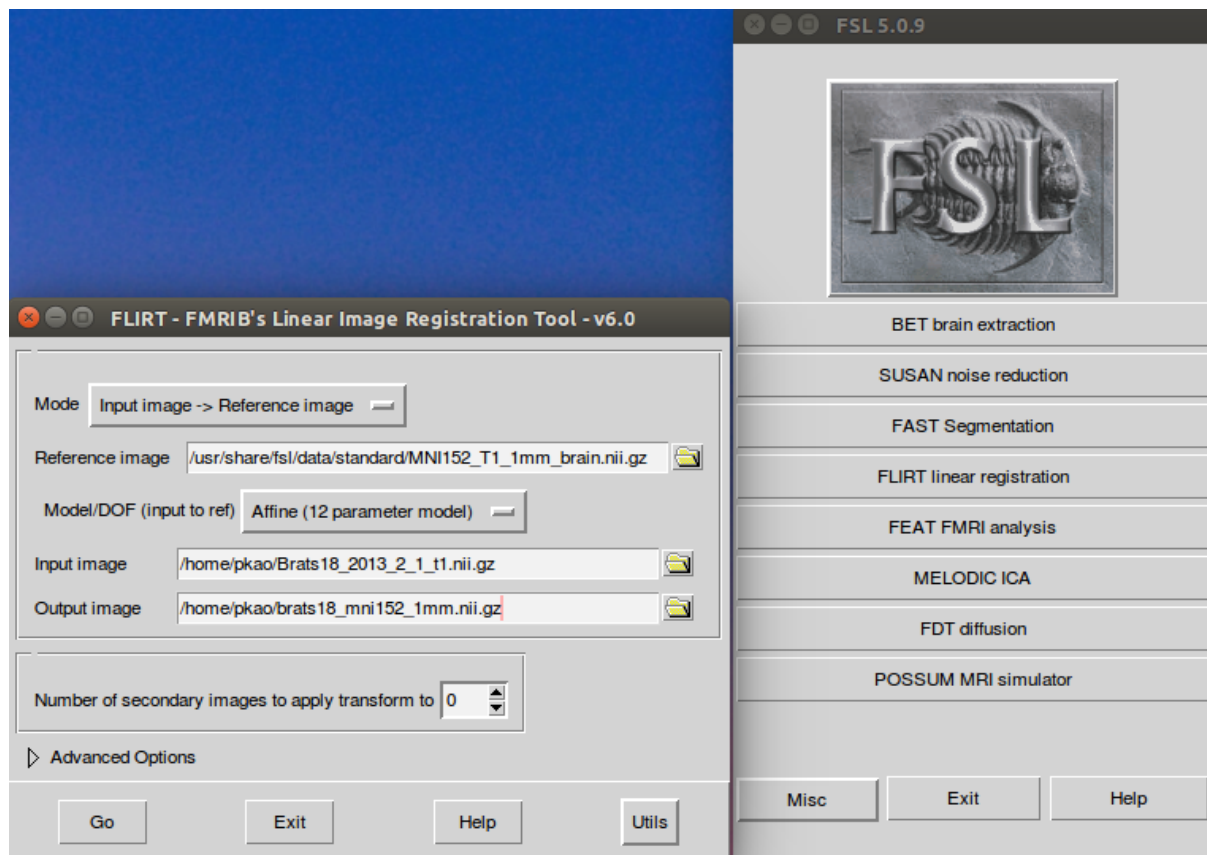 FSL 5.0.9
FSL
BET brain extraction
SUSAN noise reduction
FAST Segmentation
FLIRT linear registration
FEAT FMRI analysis
MELODIC ICA
FDT diffusion
POSSUM MRI simulator
Misc Exit Help
FLIRT - FMRIB's Linear Image Registration Tool - v6.0
Mode Input image -> Reference image
Reference image /usr/share/fsl/data/standard/MNI152_T1_1mm_brain.nii.gz
Model/DOF (input to ref) Affine (12 parameter model)
Input image /home/pkao/Brats18_2013_2_1_t1.nii.gz
Output image /home/pkao/brats18_mni152_1mm.nii.gz
Number of secondary images to apply transform to 0
Advanced Options
Go Exit Help Utils